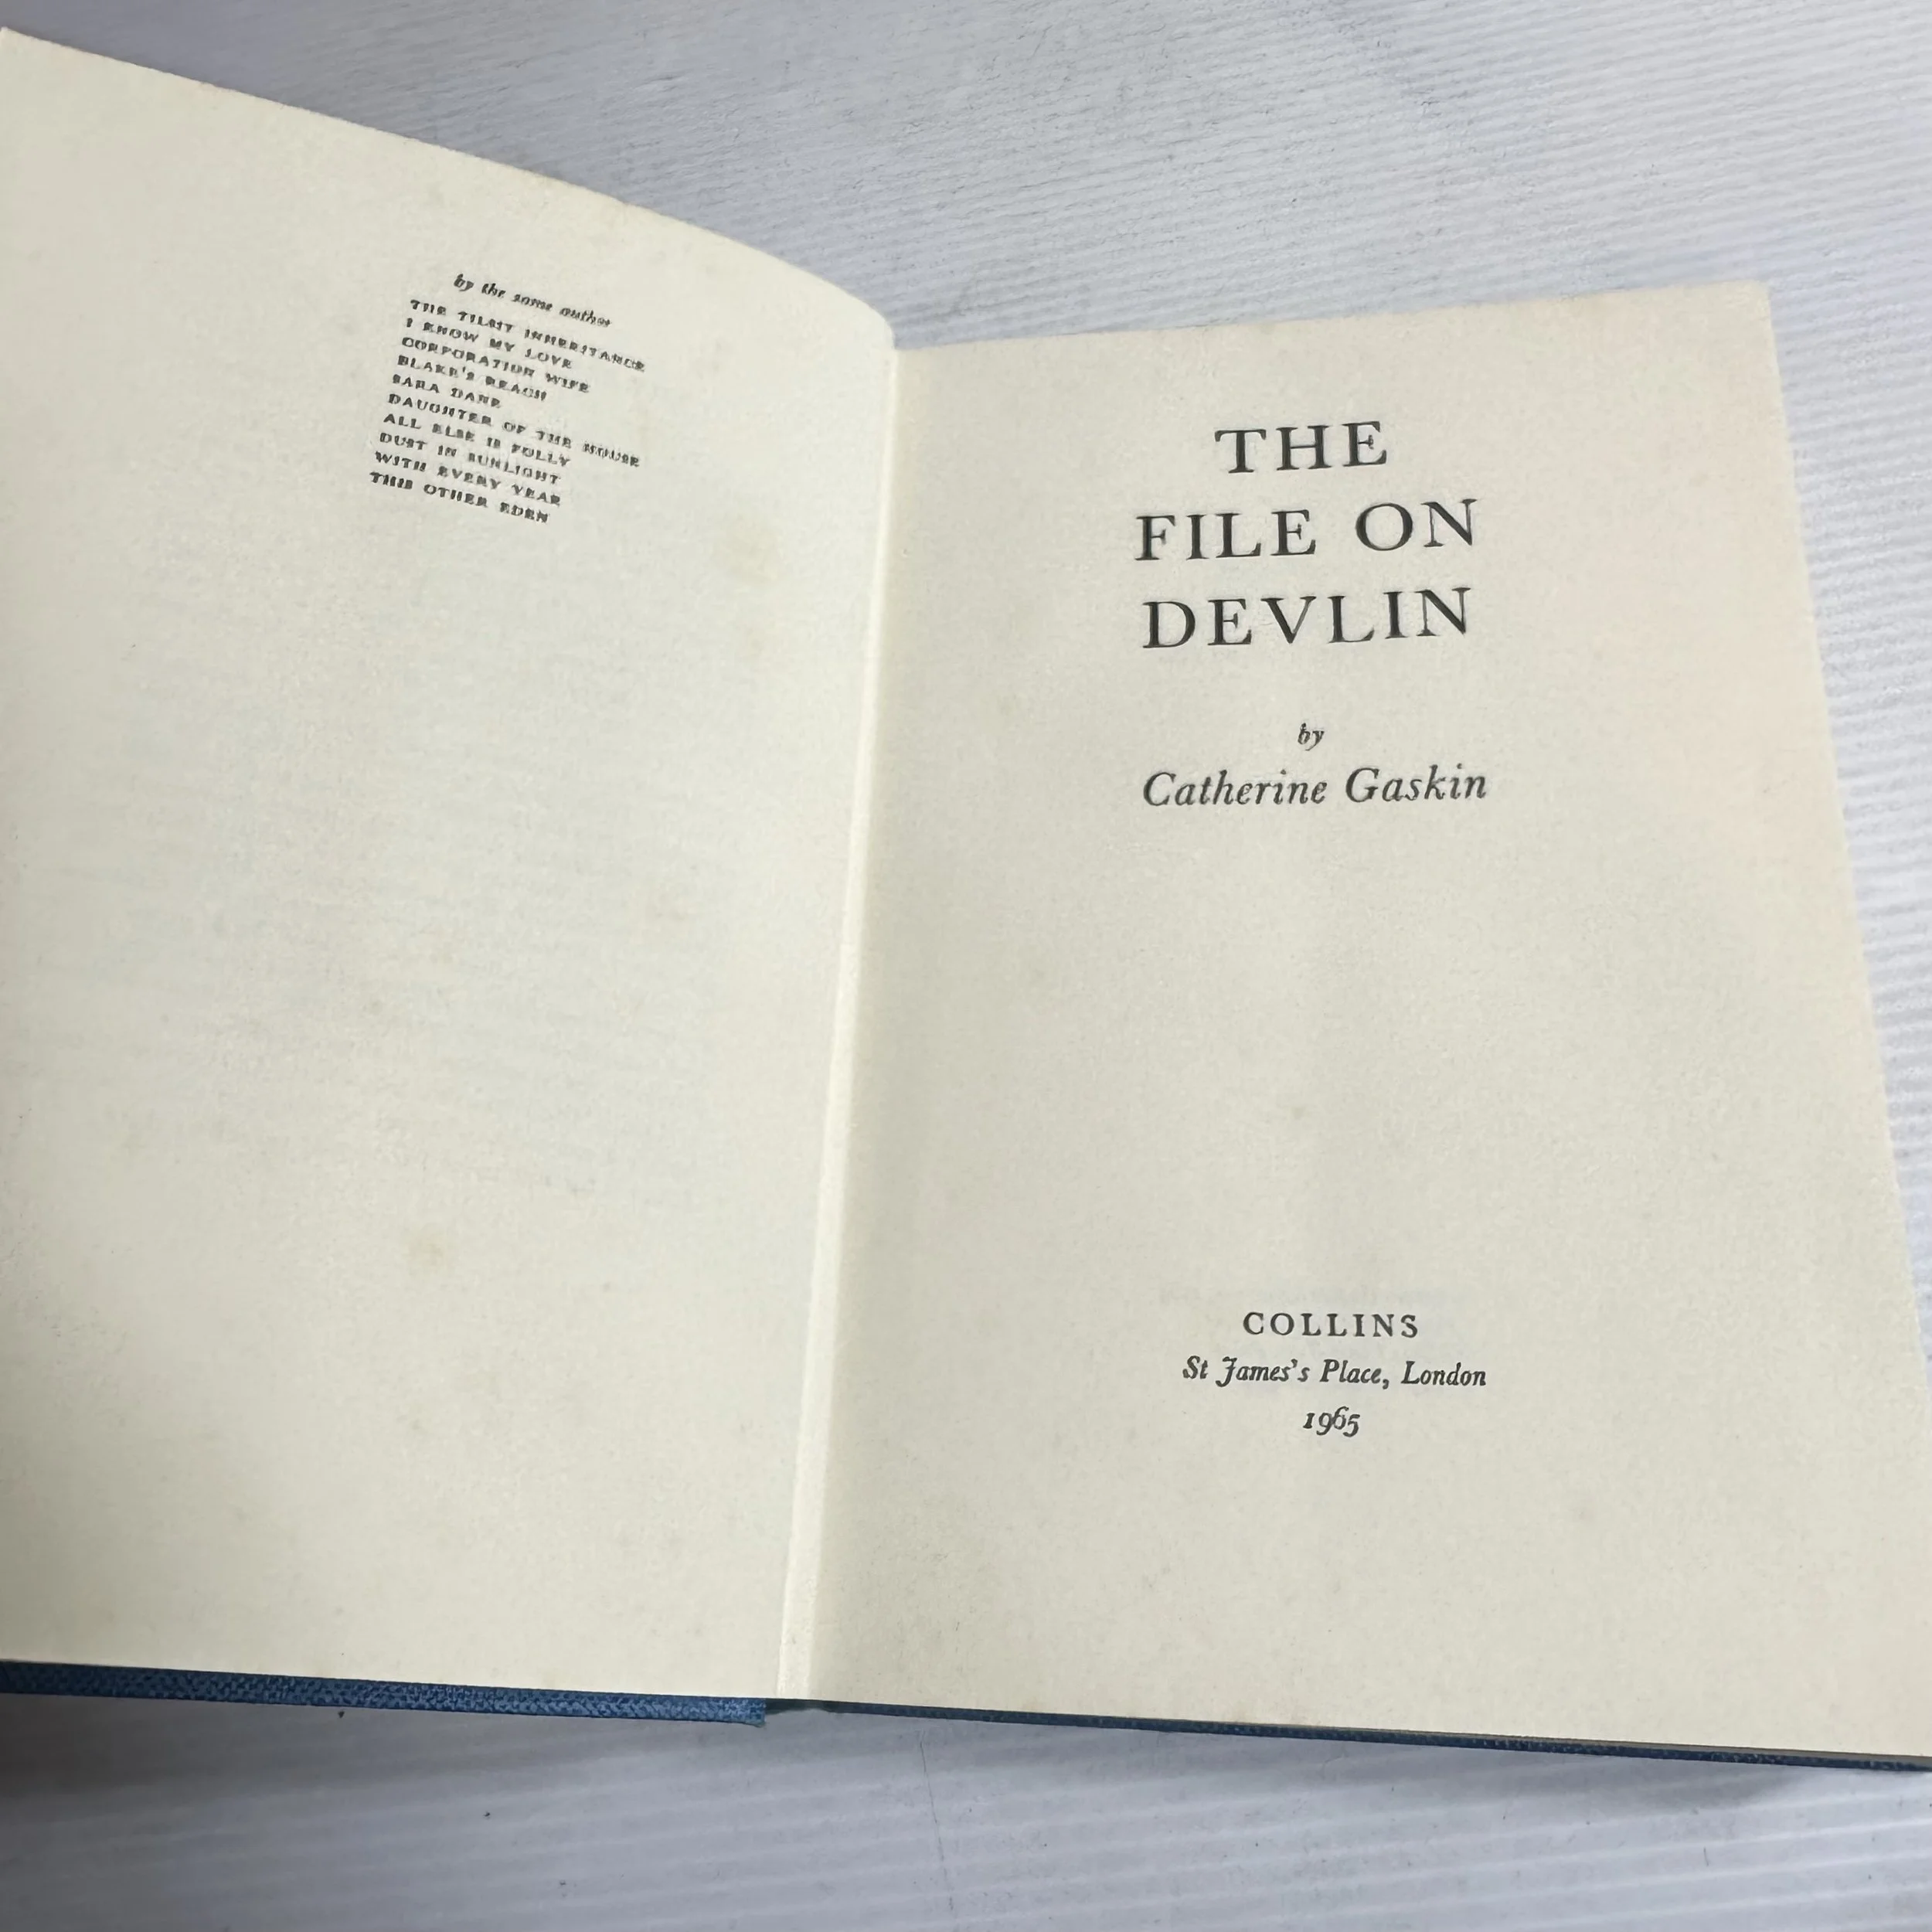 by the same author
THE TILSIT INHERITANCE
I KNOW MY LOVE
CORPORATION WIFE
BLAKE'S REACH
SARA DANE
DAUGHTER OF THE HOUSE
ALL ELSE IS FOLLY
DUST IN SUNLIGHT
WITH EVERY YEAR
THIS OTHER EDEN
THE
FILE ON
DEVLIN
by
Catherine Gaskin
COLLINS
St James's Place, London
1965